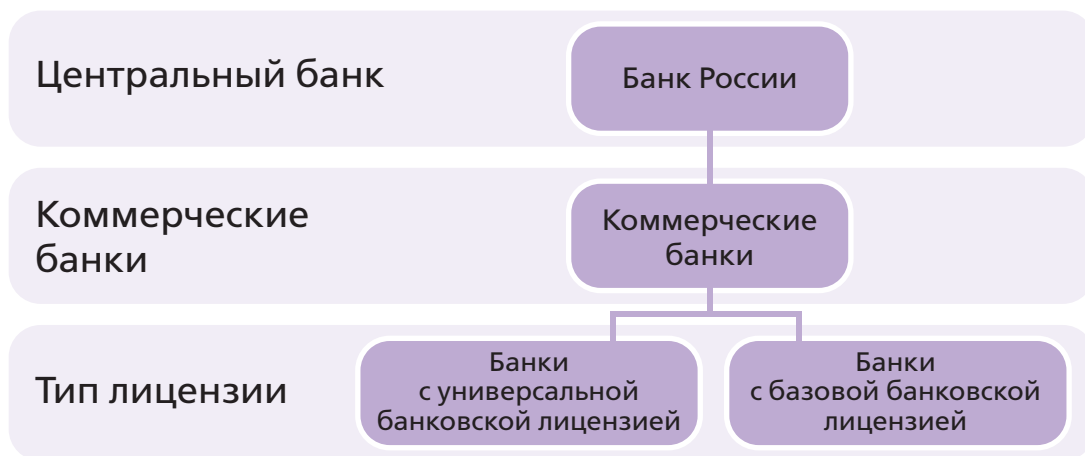 Центральный банк
Банк России
Коммерческие
банки
Коммерческие
банки
Тип лицензии
Банки
с универсальной
банковской лицензией
Банки
с базовой банковской
лицензией